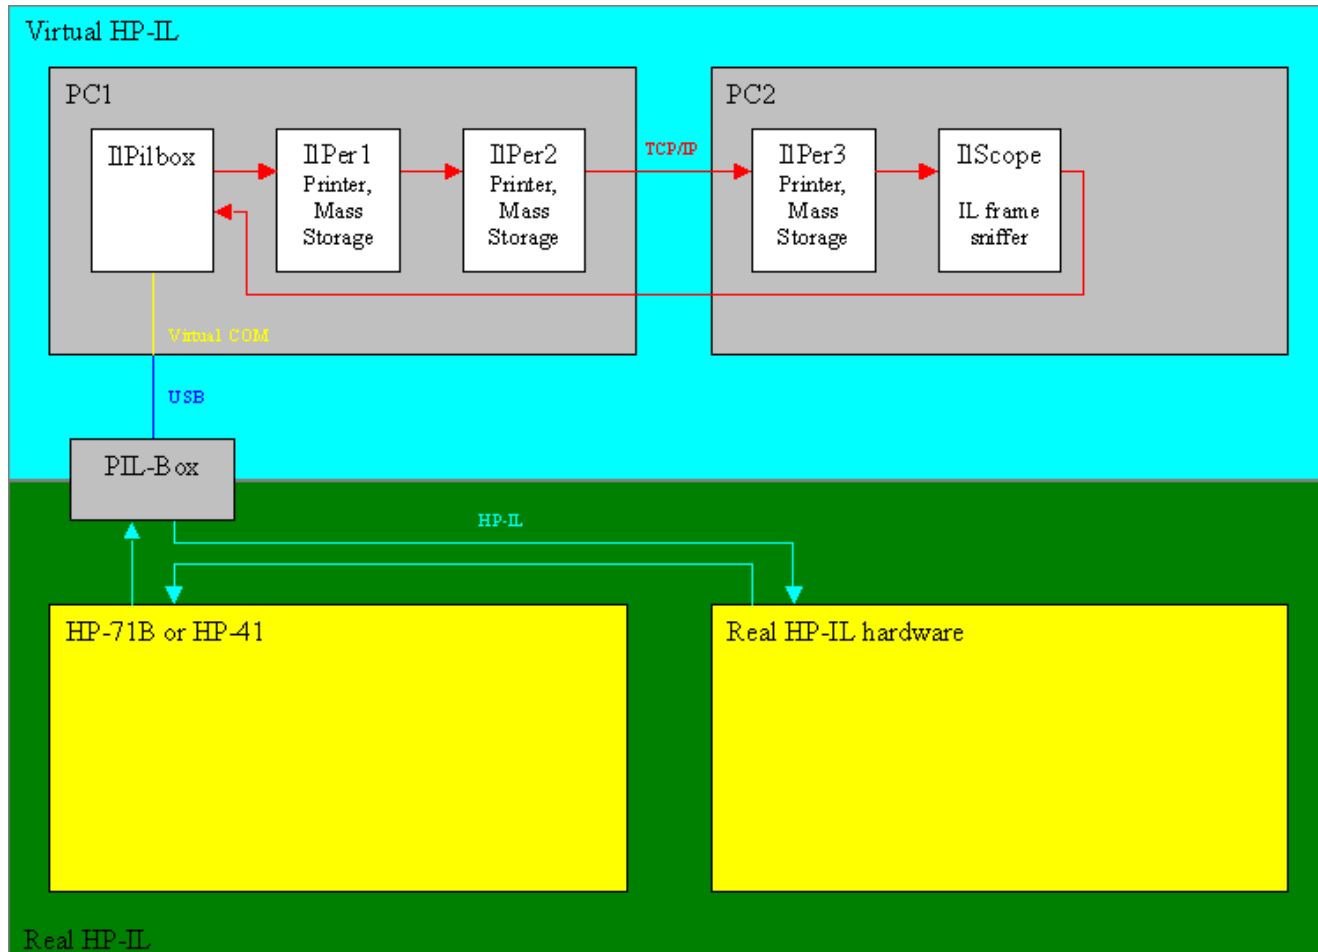 Virtual HP-IL
PC1
PC2
IlPilbox
IlPer1
Printer,
Mass
Storage
IlPer2
Printer,
Mass
Storage
TCP/IP
IlPer3
Printer,
Mass
Storage
IlScope
IL frame
sniffer
Virtual COM
USB
PIL-Box
HP-IL
HP-71B or HP-41
Real HP-IL hardware
Real HP-IL